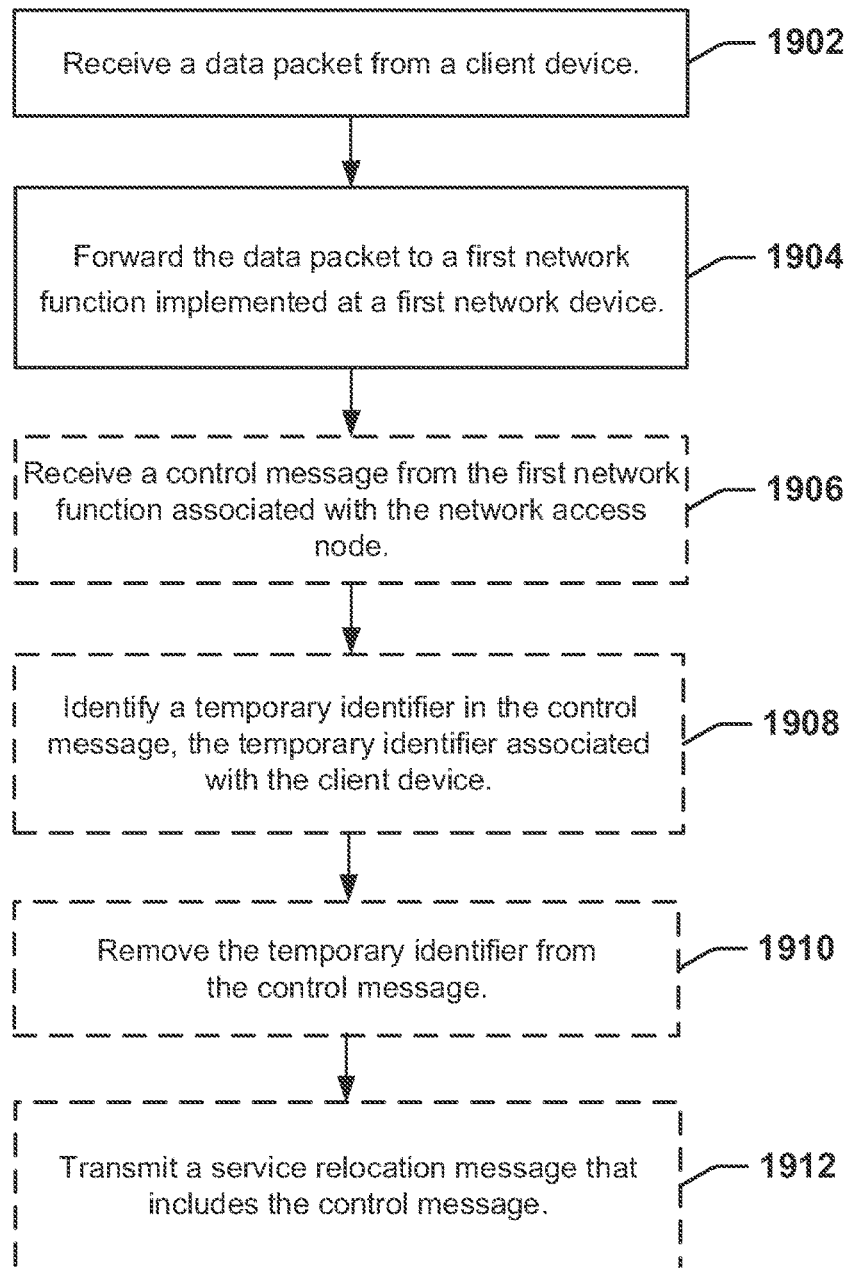 Receive a data packet from a client device.
1902
Forward the data packet to a first network
function implemented at a first network device.
1904
Receive a control message from the first network
function associated with the network access
node.
1906
Identify a temporary identifier in the control
message, the temporary identifier associated
with the client device.
1908
Remove the temporary identifier from
the control message.
1910
Transmit a service relocation message that
includes the control message.
1912